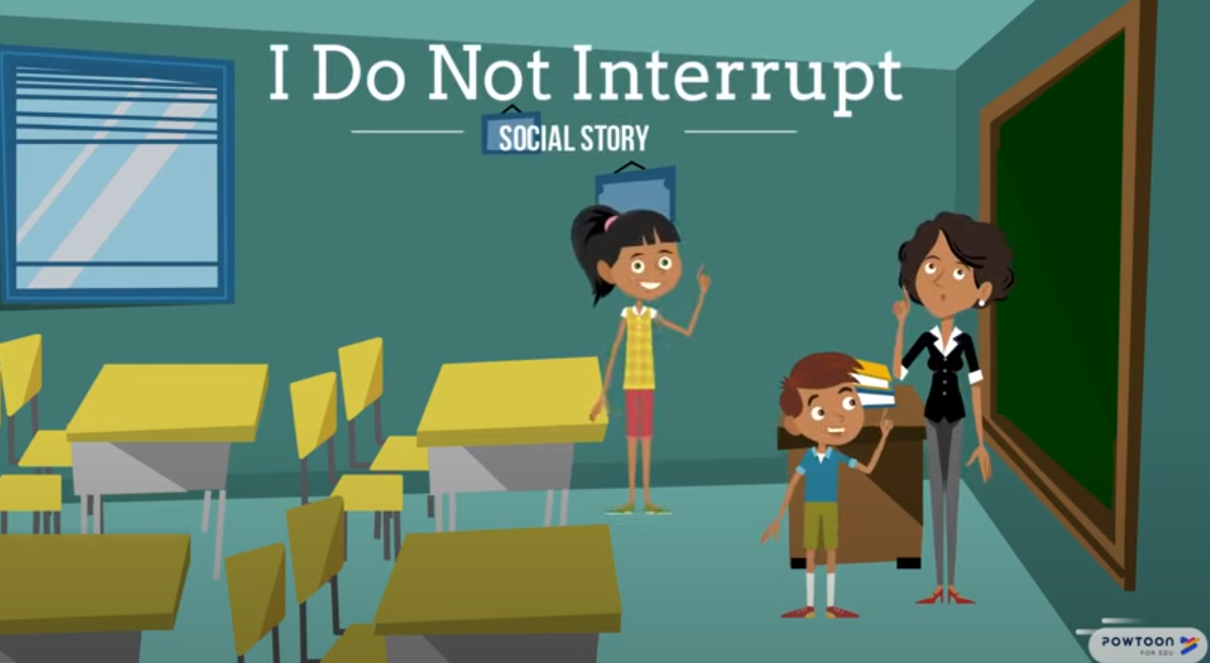 I Do Not Interrupt
SOCIAL STORY
POWTOON
FOR EDU